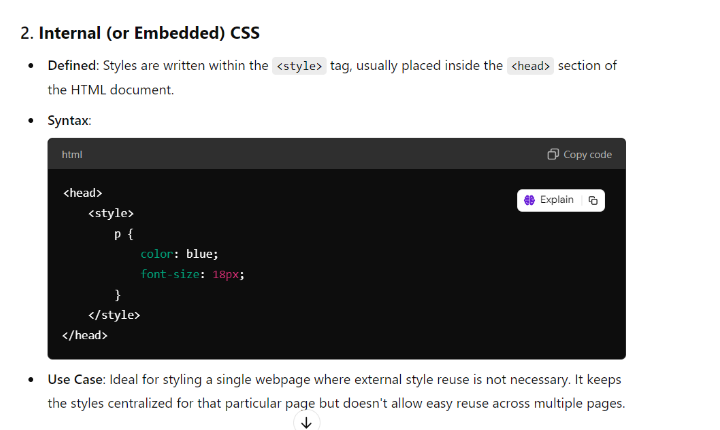 2. Internal (or Embedded) CSS
• Defined: Styles are written within the <style> tag, usually placed inside the <head> section of
the HTML document.
• Syntax:
html
Copy code
<head>
Explain
<style>
p {
color: blue;
font-size: 18px;
}
</style>
</head>
• Use Case: Ideal for styling a single webpage where external style reuse is not necessary. It keeps
the styles centralized for that particular page but doesn't allow easy reuse across multiple pages.